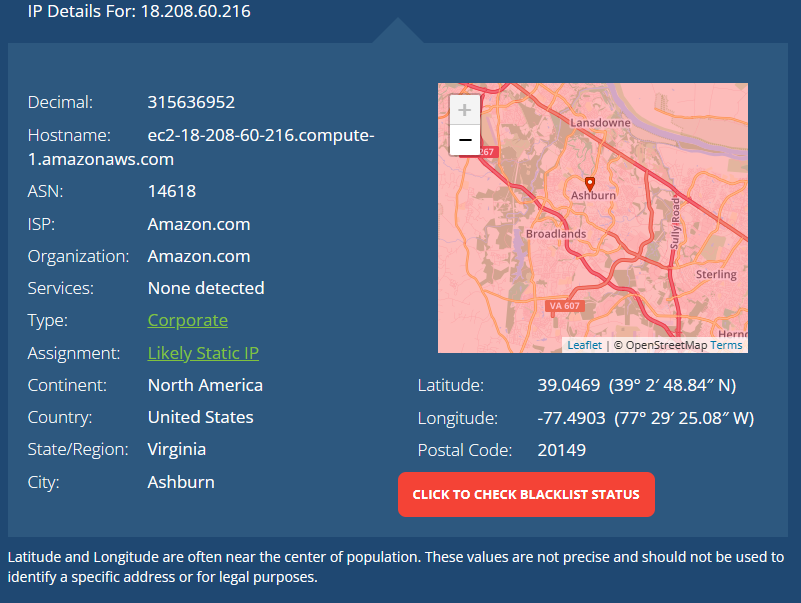 IP Details For: 18.208.60.216
Decimal: 315636952
Hostname: ec2-18-208-60-216.compute-
1.amazonaws.com
ASN: 14618
ISP: Amazon.com
Organization: Amazon.com
Services: None detected
Type: Corporate
Assignment: Likely Static IP
Continent: North America
Country: United States
State/Region: Virginia
City: Ashburn
+
−
267
Lansdowne
Ashburn
Broadlands
Sully Road
Sterling
VA 607
Hernd
Leaflet | © OpenStreetMap Terms
Latitude: 39.0469 (39° 2′ 48.84″ N)
Longitude: -77.4903 (77° 29′ 25.08″ W)
Postal Code: 20149
CLICK TO CHECK BLACKLIST STATUS
Latitude and Longitude are often near the center of population. These values are not precise and should not be used to
identify a specific address or for legal purposes.